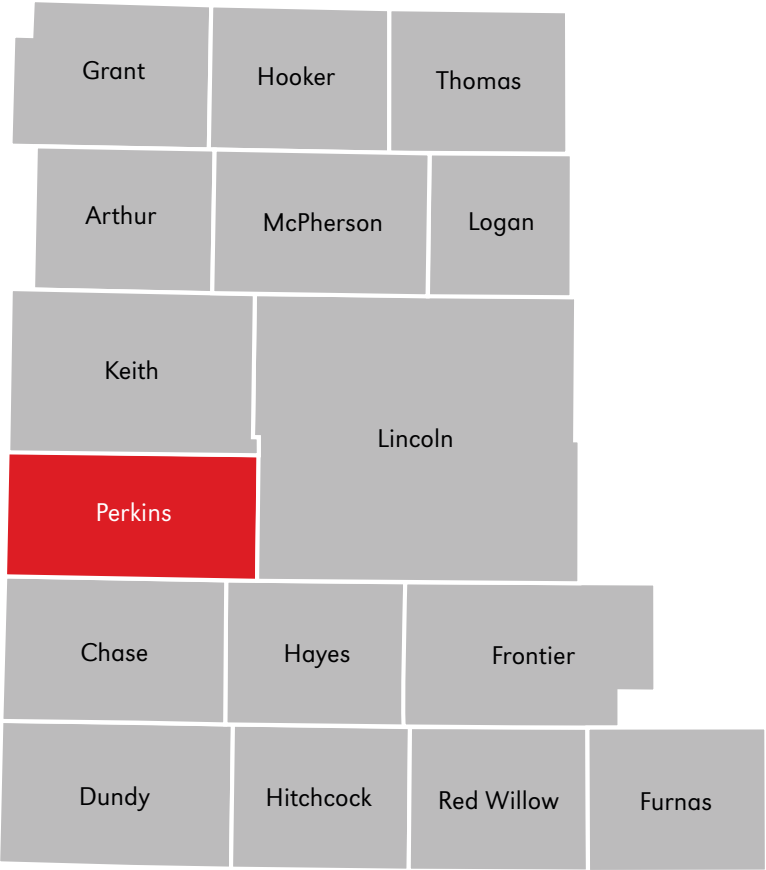 Grant
Hooker
Thomas
Arthur
McPherson
Logan
Keith
Lincoln
Perkins
Chase
Hayes
Frontier
Dundy
Hitchcock
Red Willow
Furnas